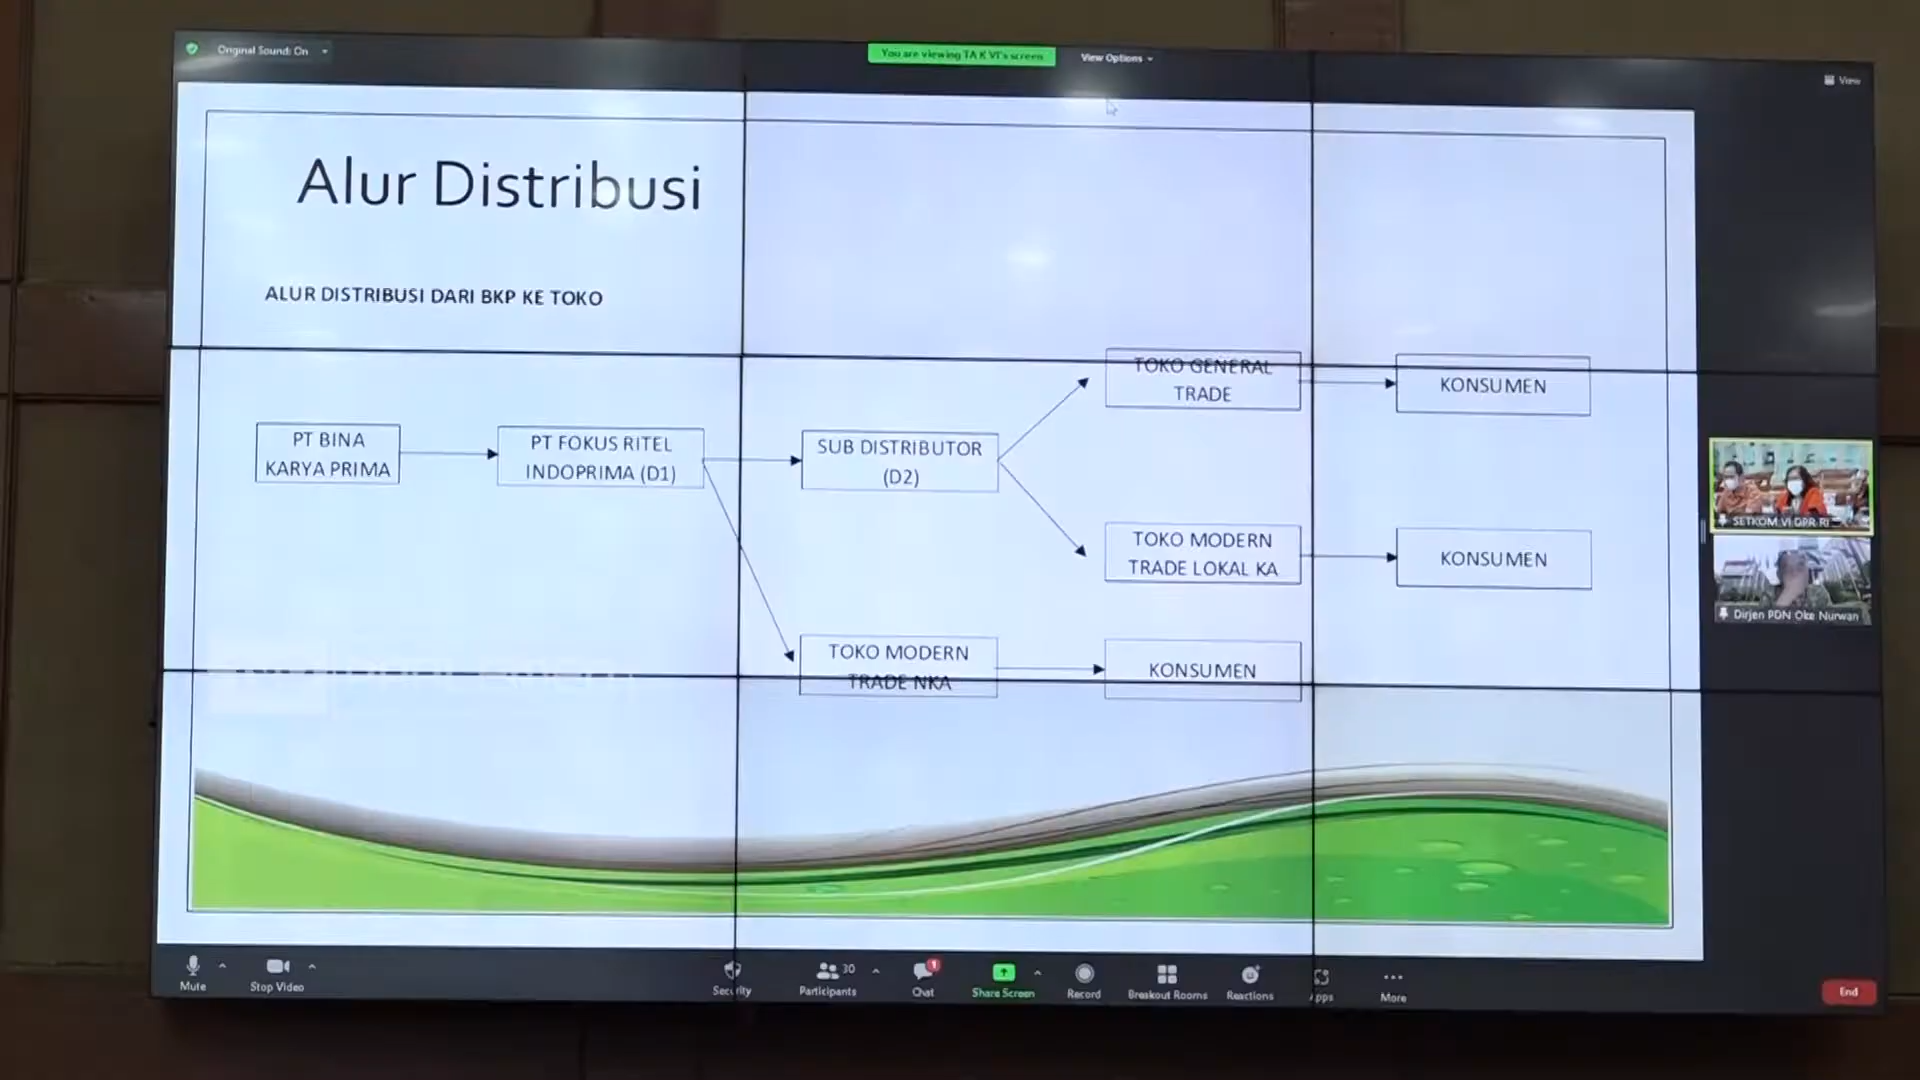 Original Sound: On
You are viewing TA K VI's screen
View Options
View
Alur Distribusi
ALUR DISTRIBUSI DARI BKP KE TOKO
TOKO GENERAL
TRADE
KONSUMEN
PT BINA
KARYA PRIMA
PT FOKUS RITEL
INDOPRIMA (D1)
SUB DISTRIBUTOR
(D2)
TOKO MODERN
TRADE LOKAL KA
KONSUMEN
TOKO MODERN
TRADE NKA
KONSUMEN
SETKOM VI DPR RI
Dirjen PDN Oke Nurwan
Mute
Stop Video
Security
Participants
30
Chat
1
Share Screen
Record
Breakout Rooms
Reactions
Apps
More
End